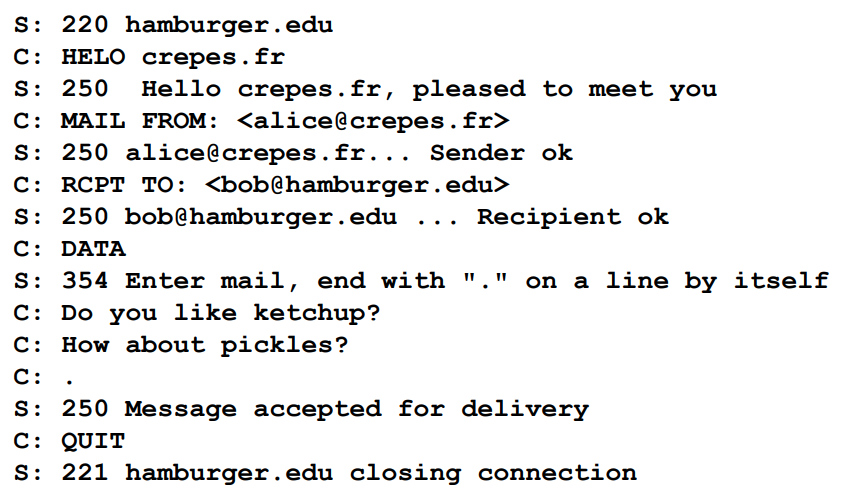 S: 220 hamburger.edu
C: HELO crepes.fr
S: 250  Hello crepes.fr, pleased to meet you
C: MAIL FROM: <alice@crepes.fr>
S: 250 alice@crepes.fr... Sender ok
C: RCPT TO: <bob@hamburger.edu>
S: 250 bob@hamburger.edu ... Recipient ok
C: DATA
S: 354 Enter mail, end with "." on a line by itself
C: Do you like ketchup?
C: How about pickles?
C: .
S: 250 Message accepted for delivery
C: QUIT
S: 221 hamburger.edu closing connection